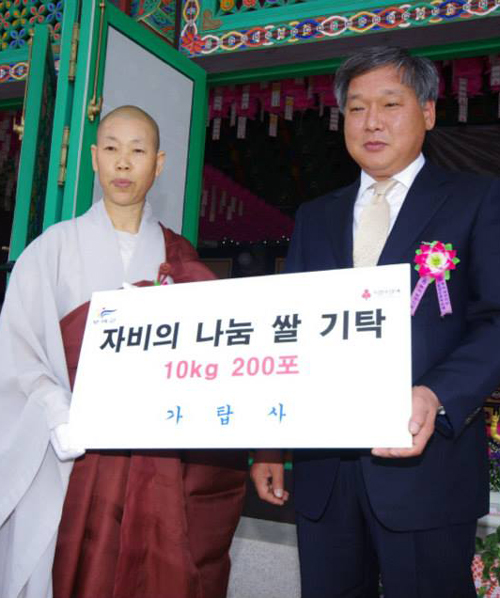 자비의 나눔 쌀 기탁
10kg 200포
가 탑 사